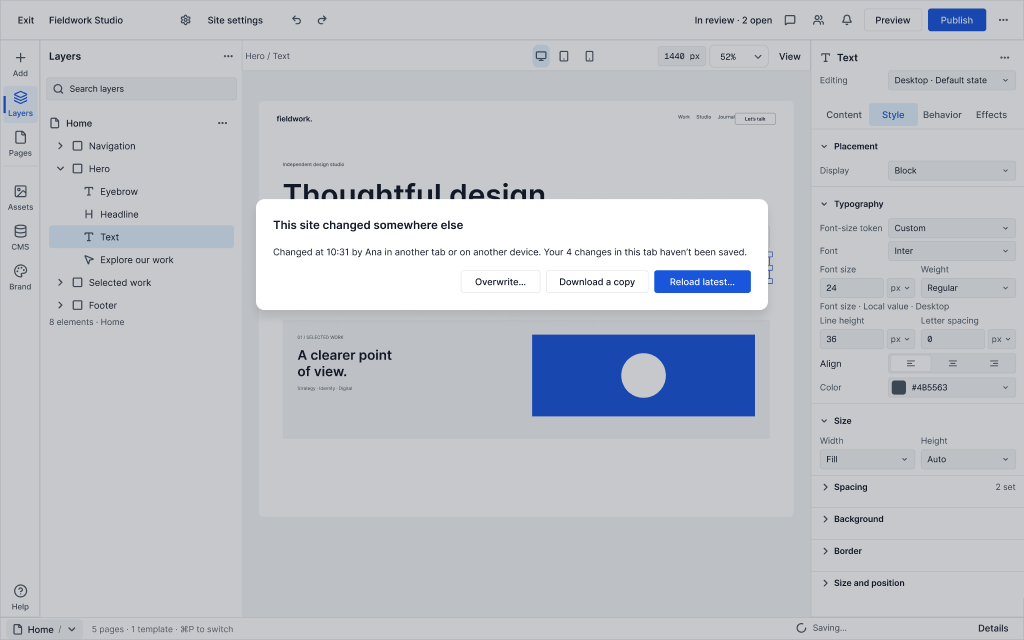 Exit
Fieldwork Studio
Site settings
In review · 2 open
Preview
Publish
Add
Layers
Pages
Assets
CMS
Brand
Help
Layers
Search layers
Home
Navigation
Hero
Eyebrow
Headline
Text
Explore our work
Selected work
Footer
8 elements · Home
Hero / Text
1440 px
52%
View
fieldwork.
Work
Studio
Journal
Let's talk
Independent design studio
Thoughtful design
This site changed somewhere else
Changed at 10:31 by Ana in another tab or on another device. Your 4 changes in this tab haven't been saved.
Overwrite...
Download a copy
Reload latest...
01 / SELECTED WORK
A clearer point
of view.
Strategy · Identity · Digital
Text
Editing
Desktop · Default state
Content
Style
Behavior
Effects
Placement
Display
Block
Typography
Font-size token
Custom
Font
Inter
Font size
Weight
24
px
Regular
Font size · Local value · Desktop
Line height
Letter spacing
36
px
0
px
Align
Color
#4B5563
Size
Width
Height
Fill
Auto
Spacing
2 set
Background
Border
Size and position
Home /
5 pages · 1 template · ⌘P to switch
Saving...
Details